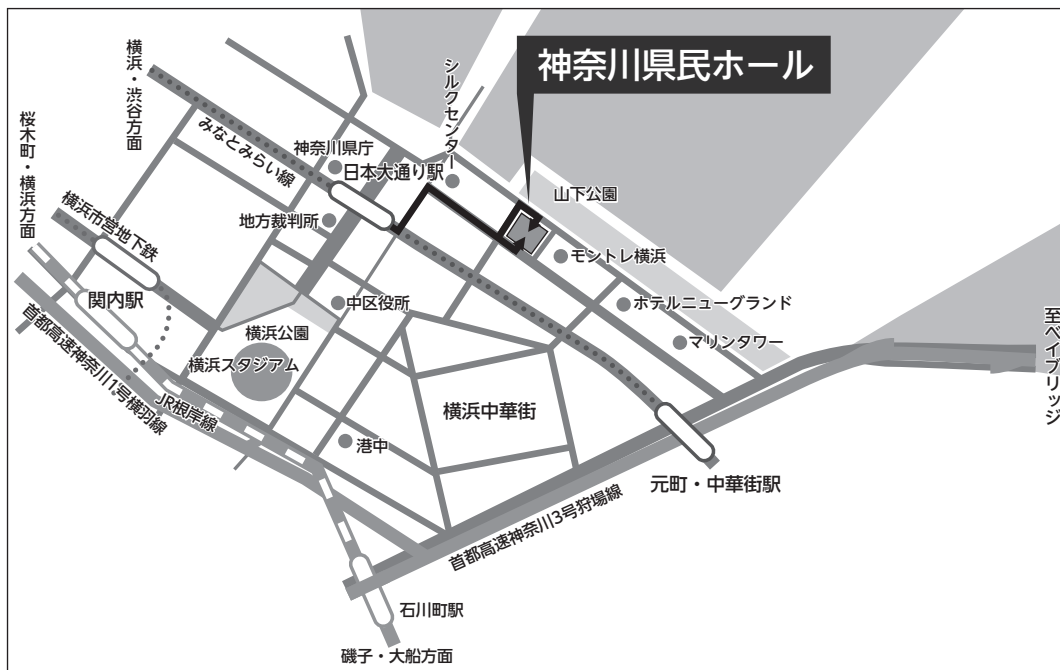 神奈川県民ホール
横浜・渋谷方面
シルクセンター
桜木町・横浜方面
みなとみらい線
神奈川県庁
日本大通り駅
山下公園
横浜市営地下鉄
地方裁判所
モントレ横浜
関内駅
中区役所
ホテルニューグランド
首都高速神奈川1号横羽線
横浜公園
マリンタワー
至ベイブリッジ
横浜スタジアム
JR根岸線
横浜中華街
港中
元町・中華街駅
首都高速神奈川3号狩場線
石川町駅
磯子・大船方面